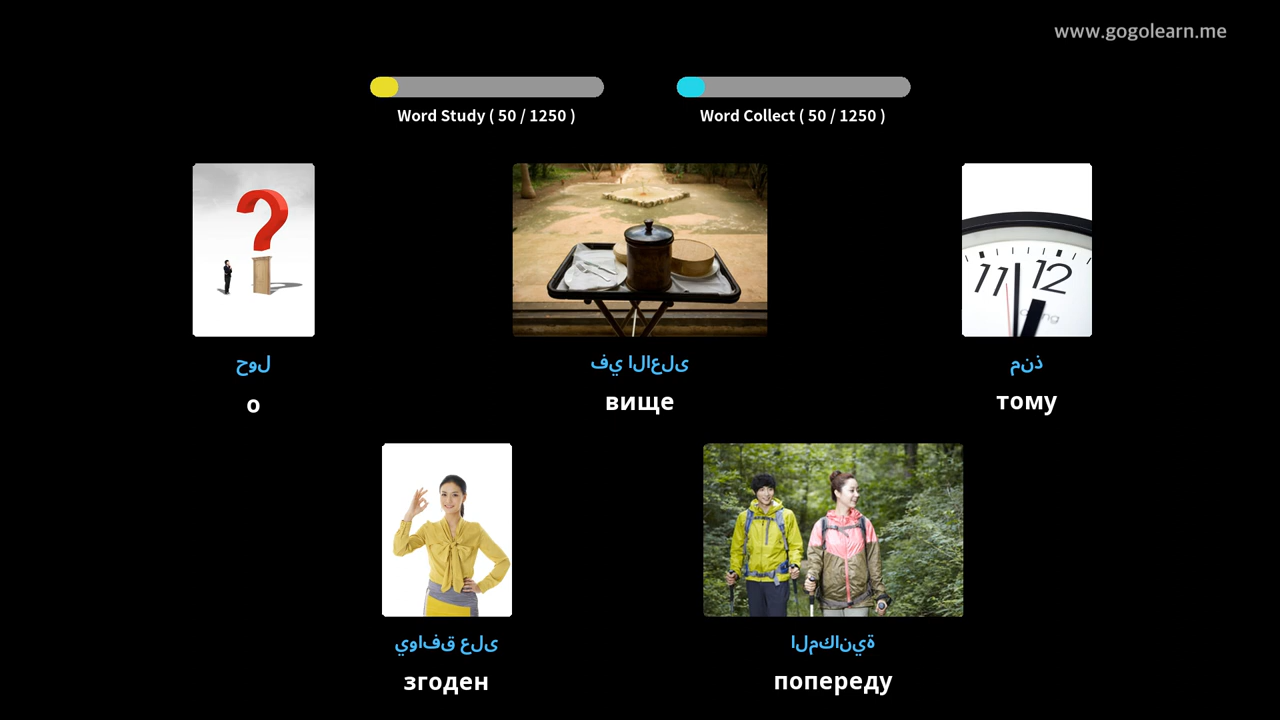 www.gogolearn.me
Word Study ( 50 / 1250 )
Word Collect ( 50 / 1250 )
حول
о
في الاعلى
вище
منذ
тому
يوافق على
згоден
المكانية
попереду